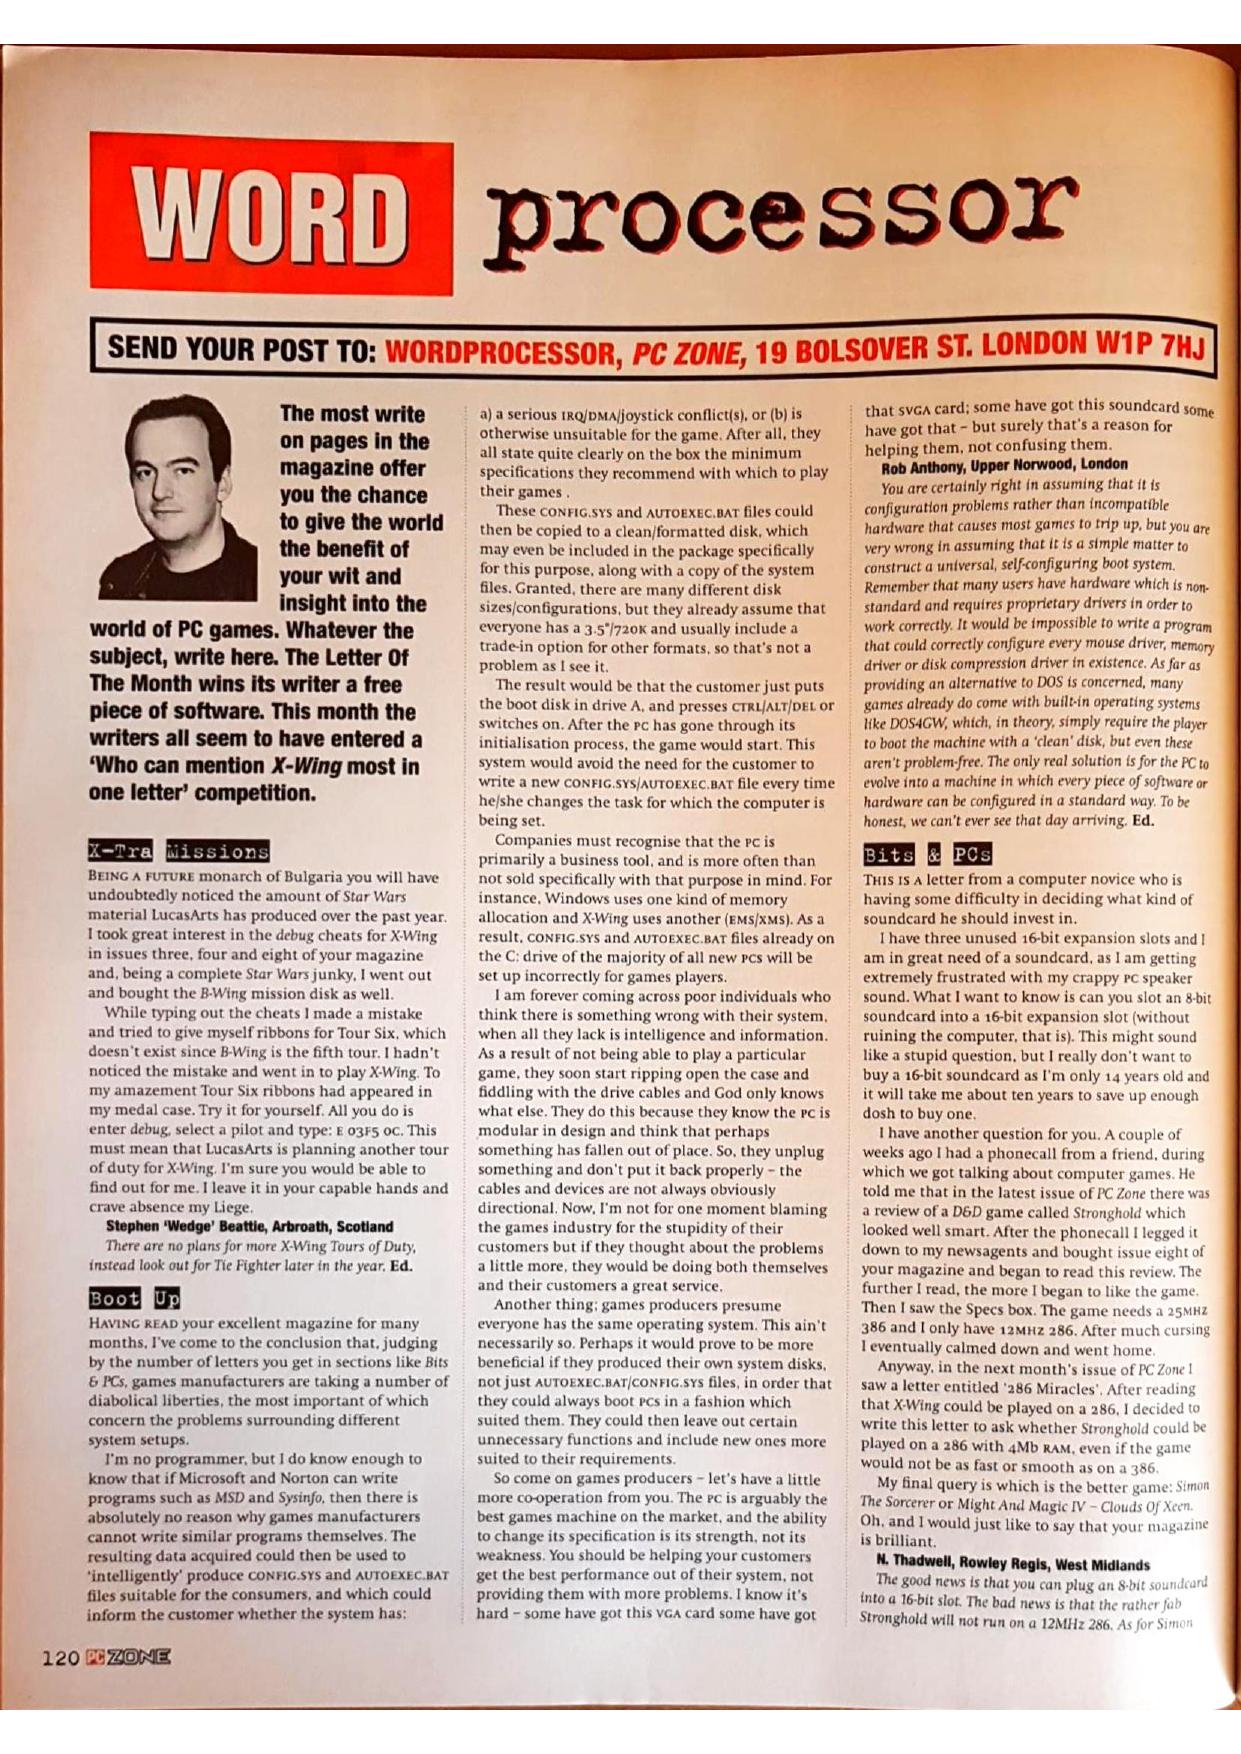 WORD processor
SEND YOUR POST TO: WORDPROCESSOR, PC ZONE, 19 BOLSOVER ST. LONDON W1P 7HJ
The most write
on pages in the
magazine offer
you the chance
to give the world
the benefit of
your wit and
insight into the
world of PC games. Whatever the
subject, write here. The Letter Of
The Month wins its writer a free
piece of software. This month the
writers all seem to have entered a
‘Who can mention X-Wing most in
one letter’ competition.
X-Tra Missions
BEING A FUTURE monarch of Bulgaria you will have
undoubtedly noticed the amount of Star Wars
material LucasArts has produced over the past year.
I took great interest in the debug cheats for X-Wing
in issues three, four and eight of your magazine
and, being a complete Star Wars junky, I went out
and bought the B-Wing mission disk as well.
While typing out the cheats I made a mistake
and tried to give myself ribbons for Tour Six, which
doesn't exist since B-Wing is the fifth tour. I hadn't
noticed the mistake and went in to play X-Wing. To
my amazement Tour Six ribbons had appeared in
my medal case. Try it for yourself. All you do is
enter debug, select a pilot and type: E 03F5 0C. This
must mean that LucasArts is planning another tour
of duty for X-Wing. I'm sure you would be able to
find out for me. I leave it in your capable hands and
crave absence my Liege.
Stephen ‘Wedge’ Beattie, Arbroath, Scotland
There are no plans for more X-Wing Tours of Duty,
instead look out for Tie Fighter later in the year. Ed.
Boot Up
HAVING READ your excellent magazine for many
months, I've come to the conclusion that, judging
by the number of letters you get in sections like Bits
& PCs, games manufacturers are taking a number of
diabolical liberties, the most important of which
concern the problems surrounding different
system setups.
I'm no programmer, but I do know enough to
know that if Microsoft and Norton can write
programs such as MSD and Sysinfo, then there is
absolutely no reason why games manufacturers
cannot write similar programs themselves. The
resulting data acquired could then be used to
‘intelligently’ produce CONFIG.SYS and AUTOEXEC.BAT
files suitable for the consumers, and which could
inform the customer whether the system has:
a) a serious IRQ/DMA/joystick conflict(s), or (b) is
otherwise unsuitable for the game. After all, they
all state quite clearly on the box the minimum
specifications they recommend with which to play
their games .
These CONFIG.SYS and AUTOEXEC.BAT files could
then be copied to a clean/formatted disk, which
may even be included in the package specifically
for this purpose, along with a copy of the system
files. Granted, there are many different disk
sizes/configurations, but they already assume that
everyone has a 3.5"/720K and usually include a
trade-in option for other formats, so that's not a
problem as I see it.
The result would be that the customer just puts
the boot disk in drive A, and presses CTRL/ALT/DEL or
switches on. After the PC has gone through its
initialisation process, the game would start. This
system would avoid the need for the customer to
write a new CONFIG.SYS/AUTOEXEC.BAT file every time
he/she changes the task for which the computer is
being set.
Companies must recognise that the PC is
primarily a business tool, and is more often than
not sold specifically with that purpose in mind. For
instance, Windows uses one kind of memory
allocation and X-Wing uses another (EMS/XMS). As a
result, CONFIG.SYS and AUTOEXEC.BAT files already on
the C: drive of the majority of all new PCs will be
set up incorrectly for games players.
I am forever coming across poor individuals who
think there is something wrong with their system,
when all they lack is intelligence and information.
As a result of not being able to play a particular
game, they soon start ripping open the case and
fiddling with the drive cables and God only knows
what else. They do this because they know the PC is
modular in design and think that perhaps
something has fallen out of place. So, they unplug
something and don't put it back properly – the
cables and devices are not always obviously
directional. Now, I'm not for one moment blaming
the games industry for the stupidity of their
customers but if they thought about the problems
a little more, they would be doing both themselves
and their customers a great service.
Another thing; games producers presume
everyone has the same operating system. This ain't
necessarily so. Perhaps it would prove to be more
beneficial if they produced their own system disks,
not just AUTOEXEC.BAT/CONFIG.SYS files, in order that
they could always boot PCs in a fashion which
suited them. They could then leave out certain
unnecessary functions and include new ones more
suited to their requirements.
So come on games producers – let's have a little
more co-operation from you. The PC is arguably the
best games machine on the market, and the ability
to change its specification is its strength, not its
weakness. You should be helping your customers
get the best performance out of their system, not
providing them with more problems. I know it's
hard – some have got this VGA card some have got
that SVGA card; some have got this soundcard some
have got that – but surely that's a reason for
helping them, not confusing them.
Rob Anthony, Upper Norwood, London
You are certainly right in assuming that it is
configuration problems rather than incompatible
hardware that causes most games to trip up, but you are
very wrong in assuming that it is a simple matter to
construct a universal, self-configuring boot system.
Remember that many users have hardware which is non-
standard and requires proprietary drivers in order to
work correctly. It would be impossible to write a program
that could correctly configure every mouse driver, memory
driver or disk compression driver in existence. As far as
providing an alternative to DOS is concerned, many
games already do come with built-in operating systems
like DOS4GW, which, in theory, simply require the player
to boot the machine with a ‘clean’ disk, but even these
aren't problem-free. The only real solution is for the PC to
evolve into a machine in which every piece of software or
hardware can be configured in a standard way. To be
honest, we can't ever see that day arriving. Ed.
Bits & PCs
THIS IS A letter from a computer novice who is
having some difficulty in deciding what kind of
soundcard he should invest in.
I have three unused 16-bit expansion slots and I
am in great need of a soundcard, as I am getting
extremely frustrated with my crappy PC speaker
sound. What I want to know is can you slot an 8-bit
soundcard into a 16-bit expansion slot (without
ruining the computer, that is). This might sound
like a stupid question, but I really don't want to
buy a 16-bit soundcard as I'm only 14 years old and
it will take me about ten years to save up enough
dosh to buy one.
I have another question for you. A couple of
weeks ago I had a phonecall from a friend, during
which we got talking about computer games. He
told me that in the latest issue of PC Zone there was
a review of a D&D game called Stronghold which
looked well smart. After the phonecall I legged it
down to my newsagents and bought issue eight of
your magazine and began to read this review. The
further I read, the more I began to like the game.
Then I saw the Specs box. The game needs a 25MHZ
386 and I only have 12MHZ 286. After much cursing
I eventually calmed down and went home.
Anyway, in the next month's issue of PC Zone I
saw a letter entitled ‘286 Miracles’. After reading
that X-Wing could be played on a 286, I decided to
write this letter to ask whether Stronghold could be
played on a 286 with 4Mb RAM, even if the game
would not be as fast or smooth as on a 386.
My final query is which is the better game: Simon
The Sorcerer or Might And Magic IV – Clouds Of Xeen.
Oh, and I would just like to say that your magazine
is brilliant.
N. Thadwell, Rowley Regis, West Midlands
The good news is that you can plug an 8-bit soundcard
into a 16-bit slot. The bad news is that the rather fab
Stronghold will not run on a 12MHz 286. As for Simon
120 PC ZONE